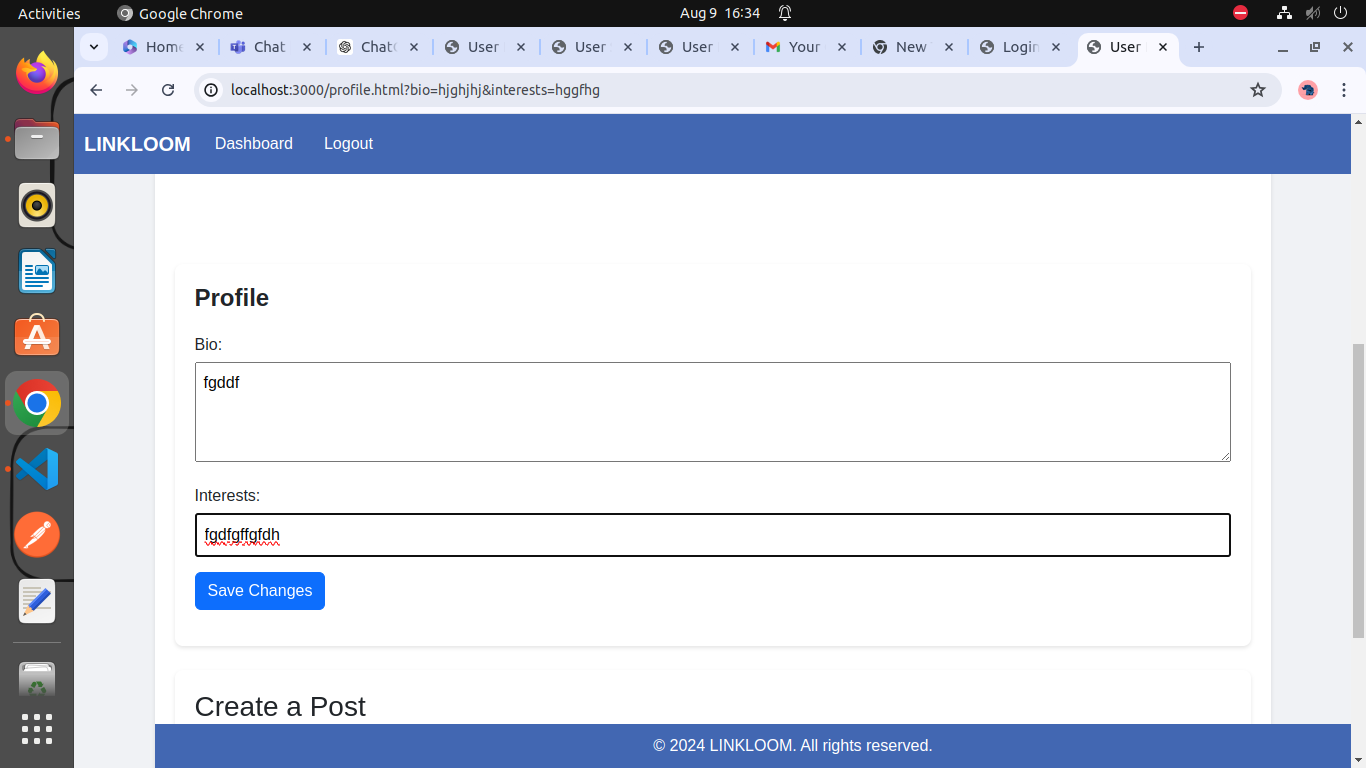 Activities Google Chrome Aug 9 16:34
Home Chat ChatG User User User Your New Login User
localhost:3000/profile.html?bio=hjghjhj&interests=hggfhg
LINKLOOM Dashboard Logout
Profile
Bio:
fgddf
Interests:
fgdfgffgfdh
Save Changes
Create a Post
© 2024 LINKLOOM. All rights reserved.